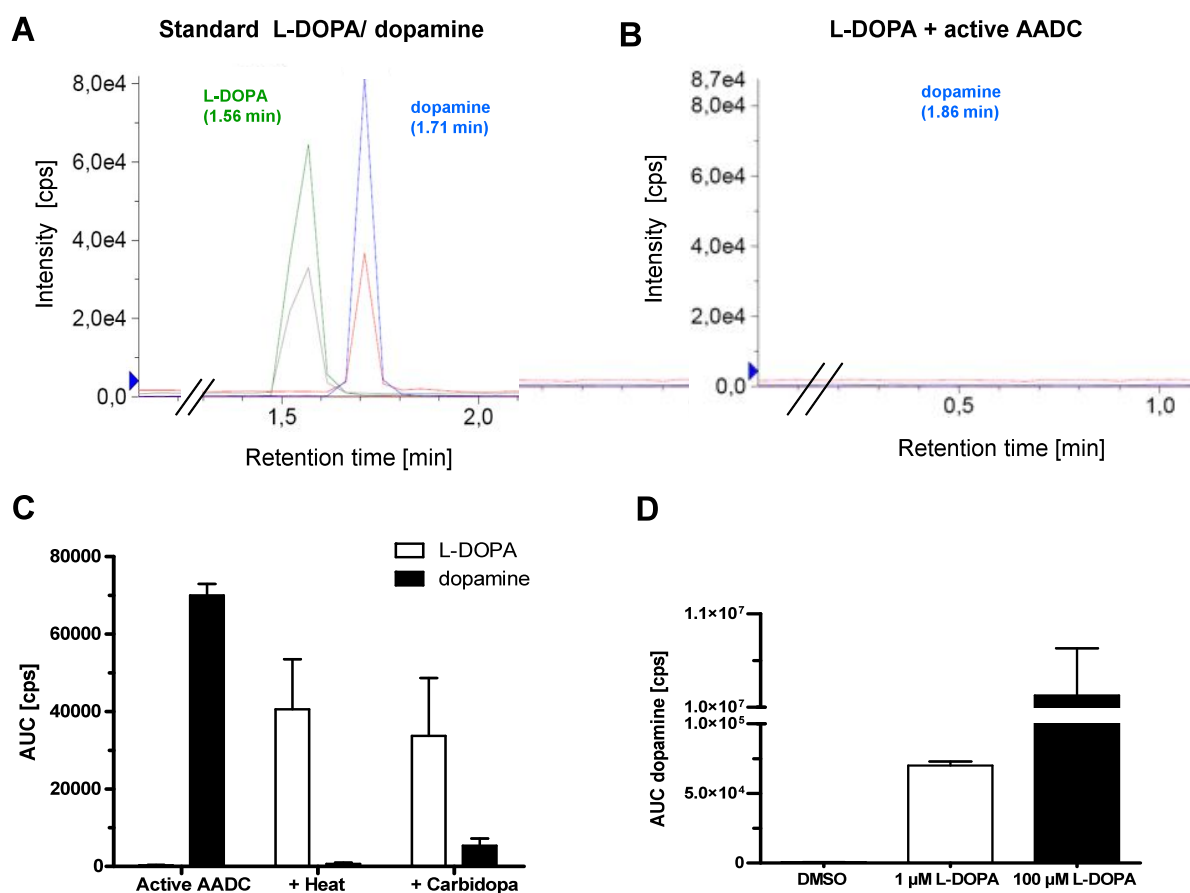 A
Standard L-DOPA/ dopamine
8,0e4
6,0e4
4,0e4
2,0e4
0,0
L-DOPA
(1.56 min)
dopamine
(1.71 min)
Intensity [cps]
1,5
2,0
Retention time [min]
B
L-DOPA + active AADC
8,7e4
8,0e4
6,0e4
4,0e4
2,0e4
0,0
dopamine
(1.86 min)
Intensity [cps]
0,5
1,0
Retention time [min]
C
80000
60000
40000
20000
0
AUC [cps]
L-DOPA
dopamine
Active AADC
+ Heat
+ Carbidopa
D
1.1×10⁷
1.0×10⁷
1.0×10⁵
5.0×10⁴
0
AUC dopamine [cps]
DMSO
1 µM L-DOPA
100 µM L-DOPA